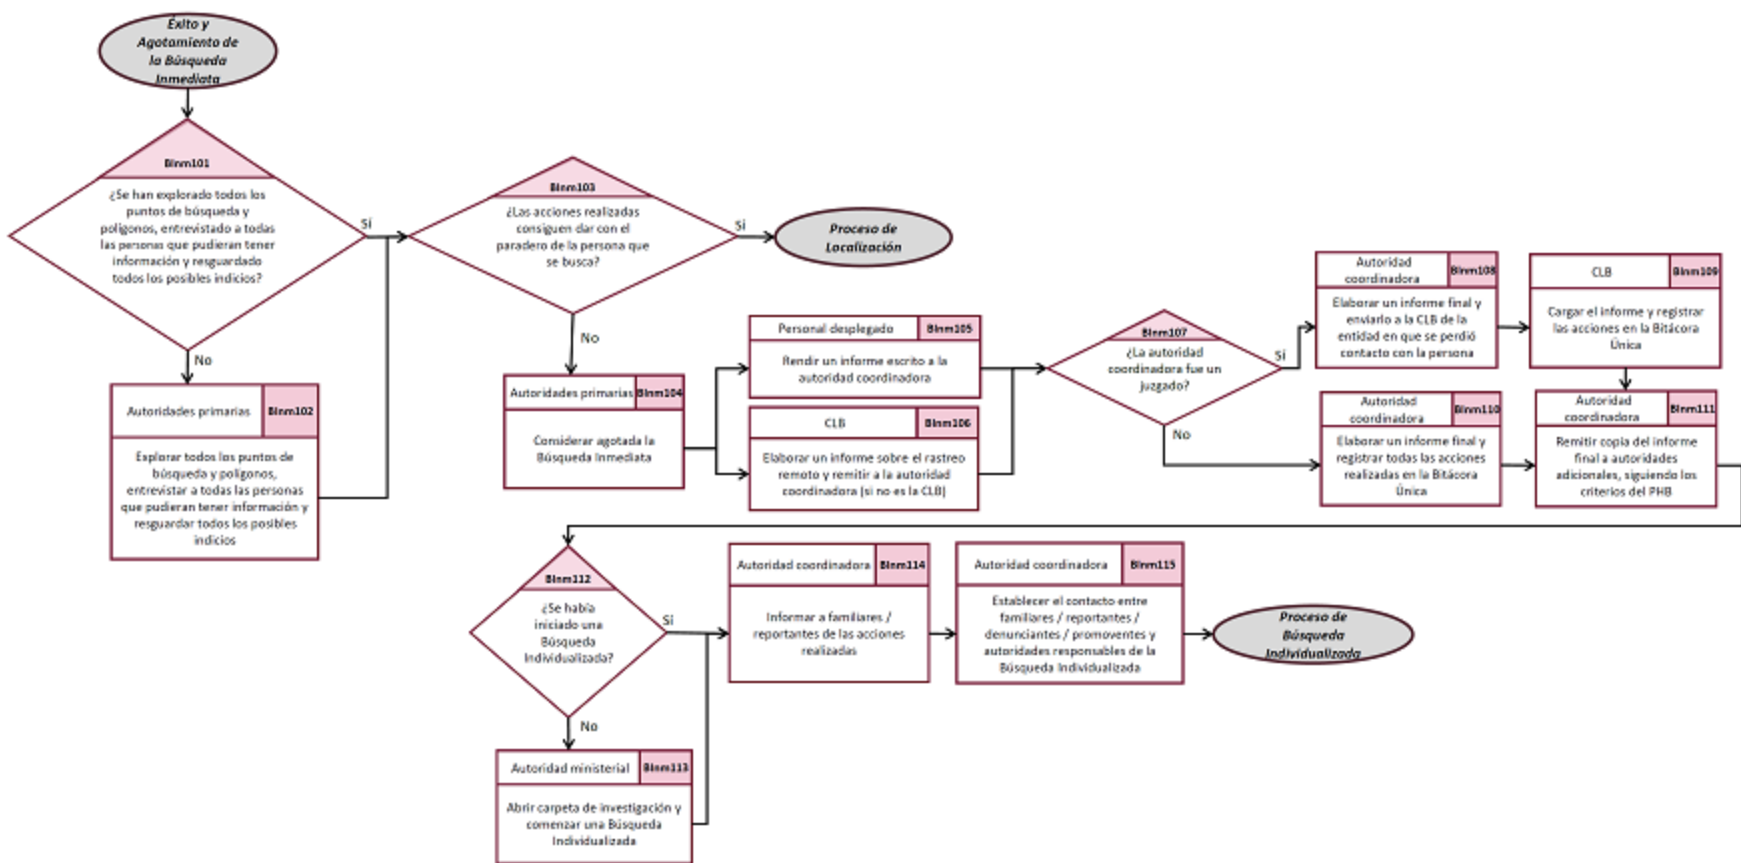 Éxito y
Agotamiento de
la Búsqueda
Inmediata
BInm101
¿Se han explorado todos los
puntos de búsqueda y
polígonos, entrevistado a todas
las personas que pudieran tener
información y resguardado
todos los posibles indicios?
Sí
No
Autoridades primarias
BInm102
Explorar todos los puntos de
búsqueda y polígonos,
entrevistar a todas las personas
que pudieran tener información y
resguardar todos los posibles
indicios
BInm103
¿Las acciones realizadas
consiguen dar con el
paradero de la persona que
se busca?
Sí
No
Proceso de
Localización
Autoridades primarias
BInm104
Considerar agotada la
Búsqueda Inmediata
Personal desplegado
BInm105
Rendir un informe escrito a la
autoridad coordinadora
CLB
BInm106
Elaborar un informe sobre el rastreo
remoto y remitir a la autoridad
coordinadora (si no es la CLB)
BInm107
¿La autoridad
coordinadora fue un
juzgado?
Sí
No
Autoridad
coordinadora
BInm108
Elaborar un informe final y
enviarlo a la CLB de la
entidad en que se perdió
contacto con la persona
CLB
BInm109
Cargar el informe y registrar
las acciones en la Bitácora
Única
Autoridad
coordinadora
BInm110
Elaborar un informe final y
registrar todas las acciones
realizadas en la Bitácora
Única
Autoridad
coordinadora
BInm111
Remitir copia del informe
final a autoridades
adicionales, siguiendo los
criterios del PHB
BInm112
¿Se había
iniciado una
Búsqueda
Individualizada?
Sí
No
Autoridad ministerial
BInm113
Abrir carpeta de investigación y
comenzar una Búsqueda
Individualizada
Autoridad coordinadora
BInm114
Informar a familiares /
reportantes de las acciones
realizadas
Autoridad coordinadora
BInm115
Establecer el contacto entre
familiares / reportantes /
denunciantes / promoventes y
autoridades responsables de la
Búsqueda Individualizada
Proceso de
Búsqueda
Individualizada